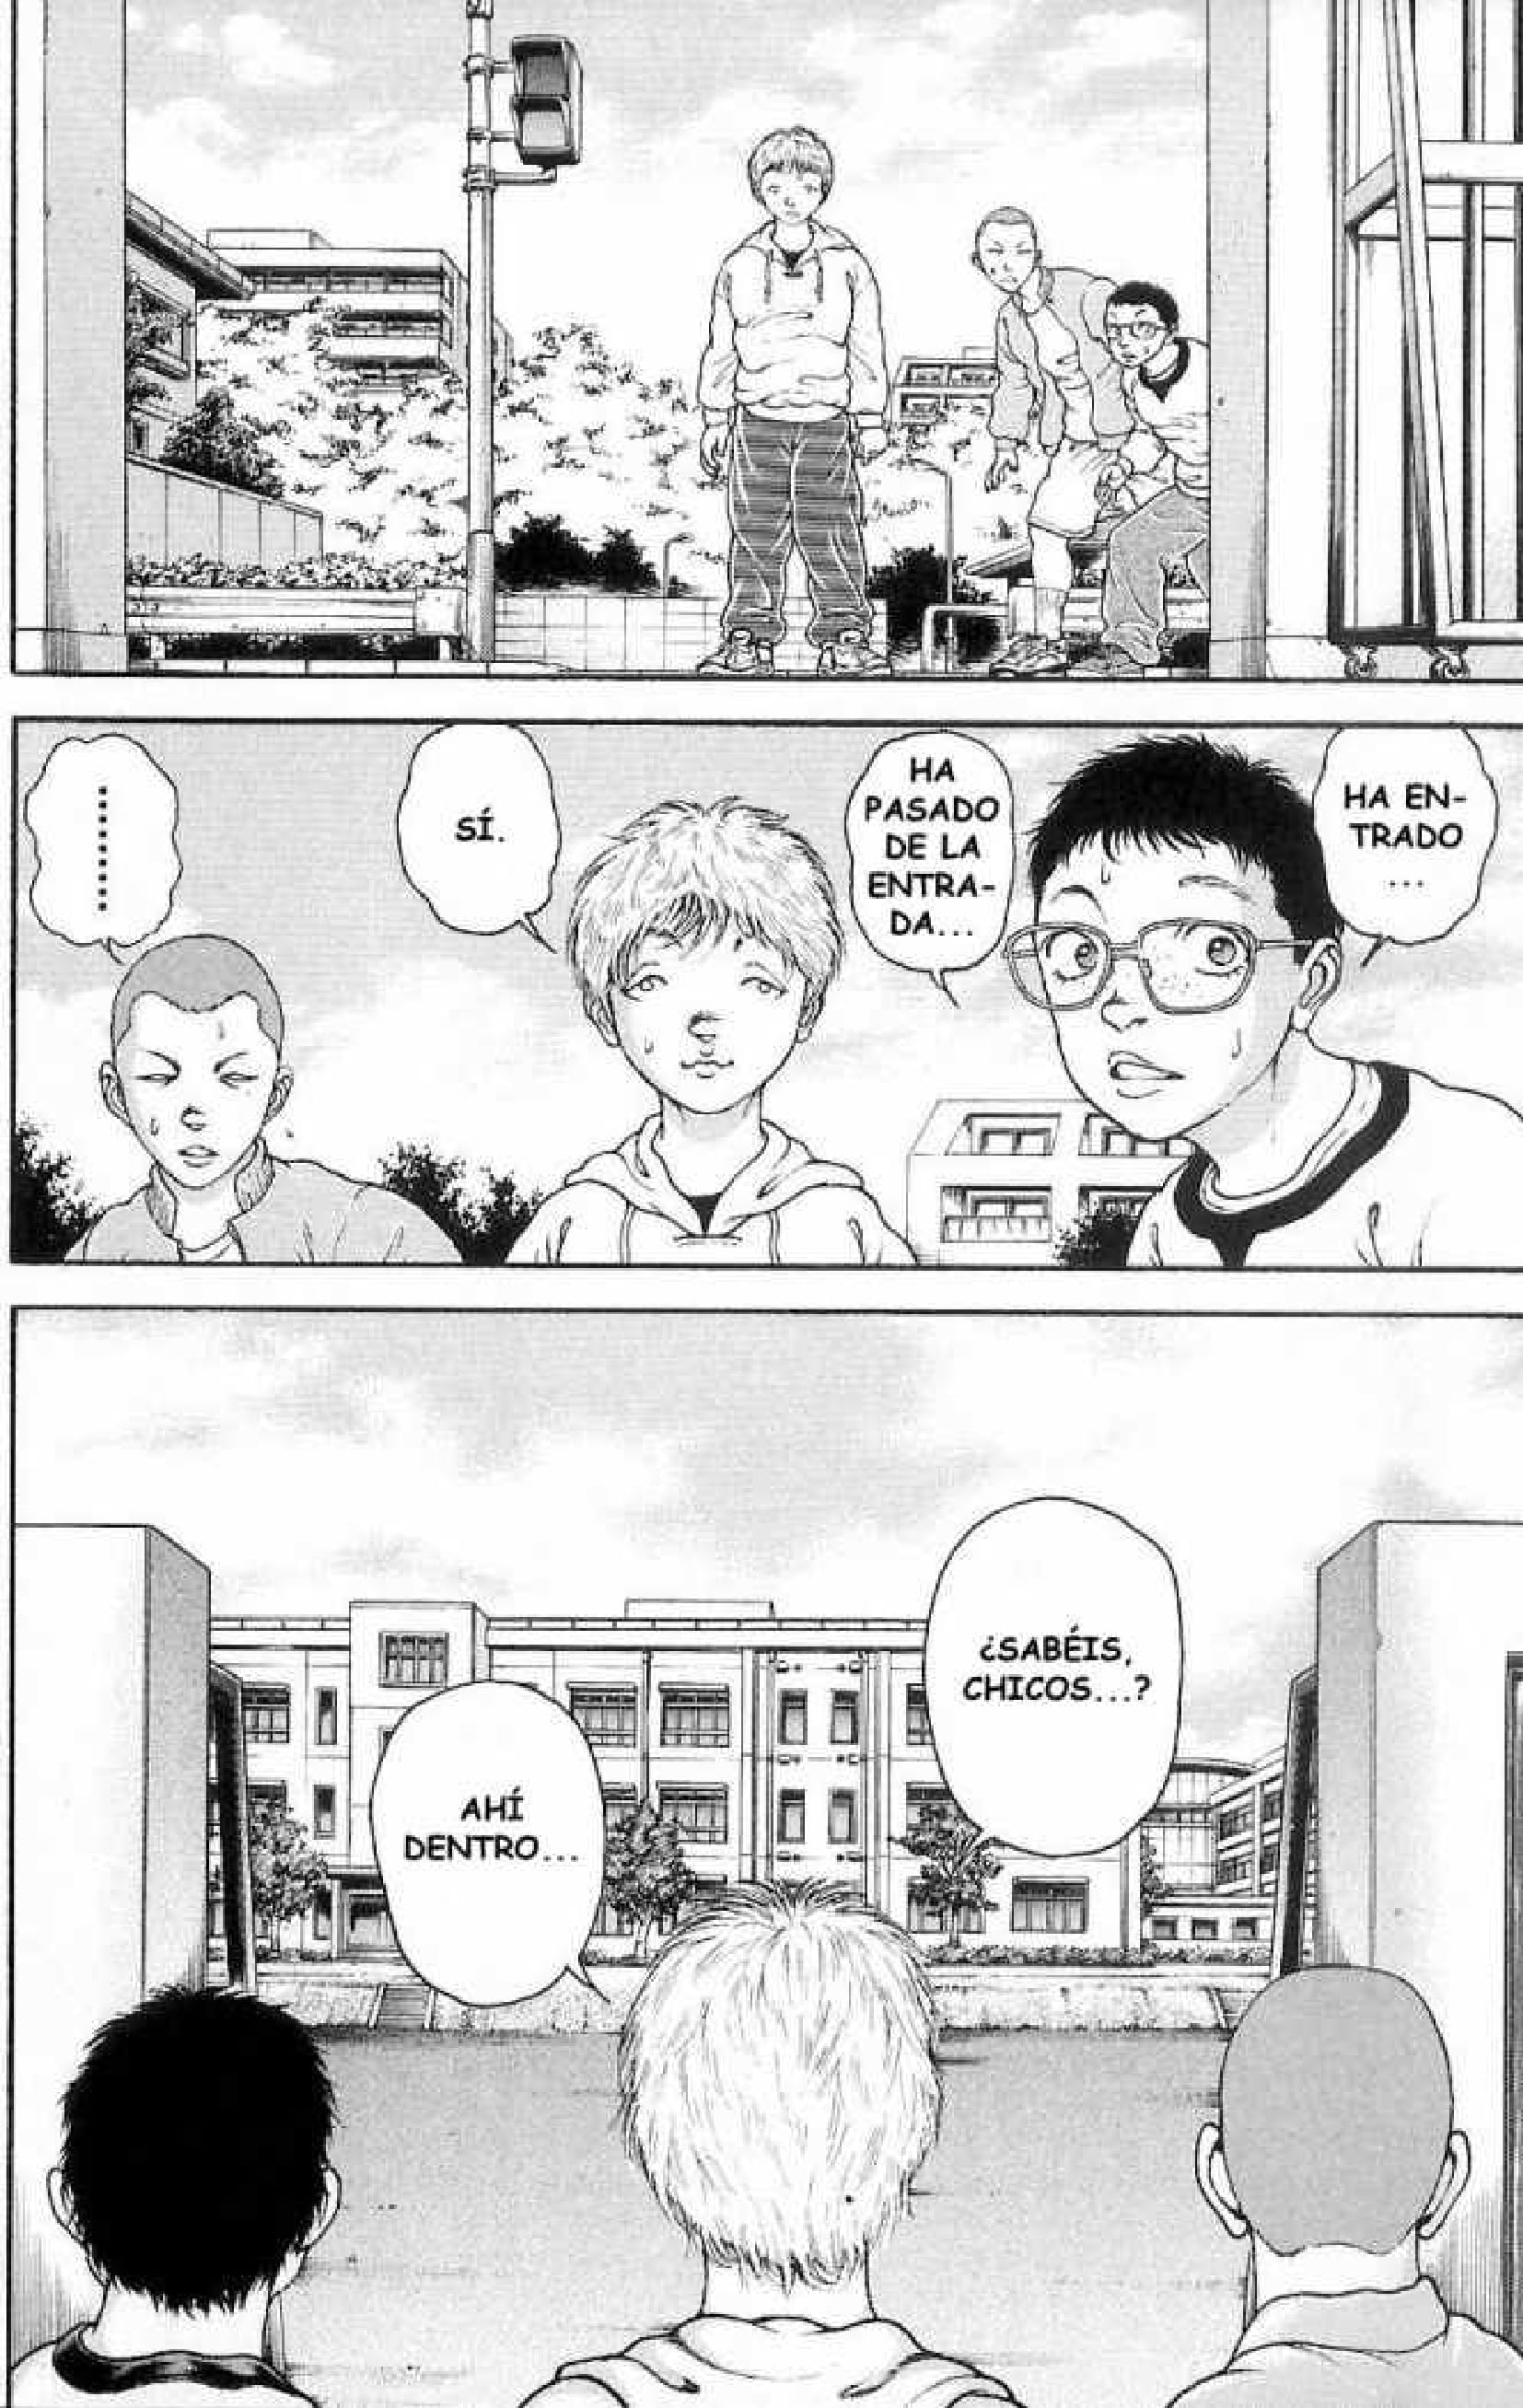 HA EN-
TRADO
...
HA
PASADO
DE LA
ENTRA-
DA...
SÍ.
.........
¿SABÉIS,
CHICOS...?
AHÍ
DENTRO...